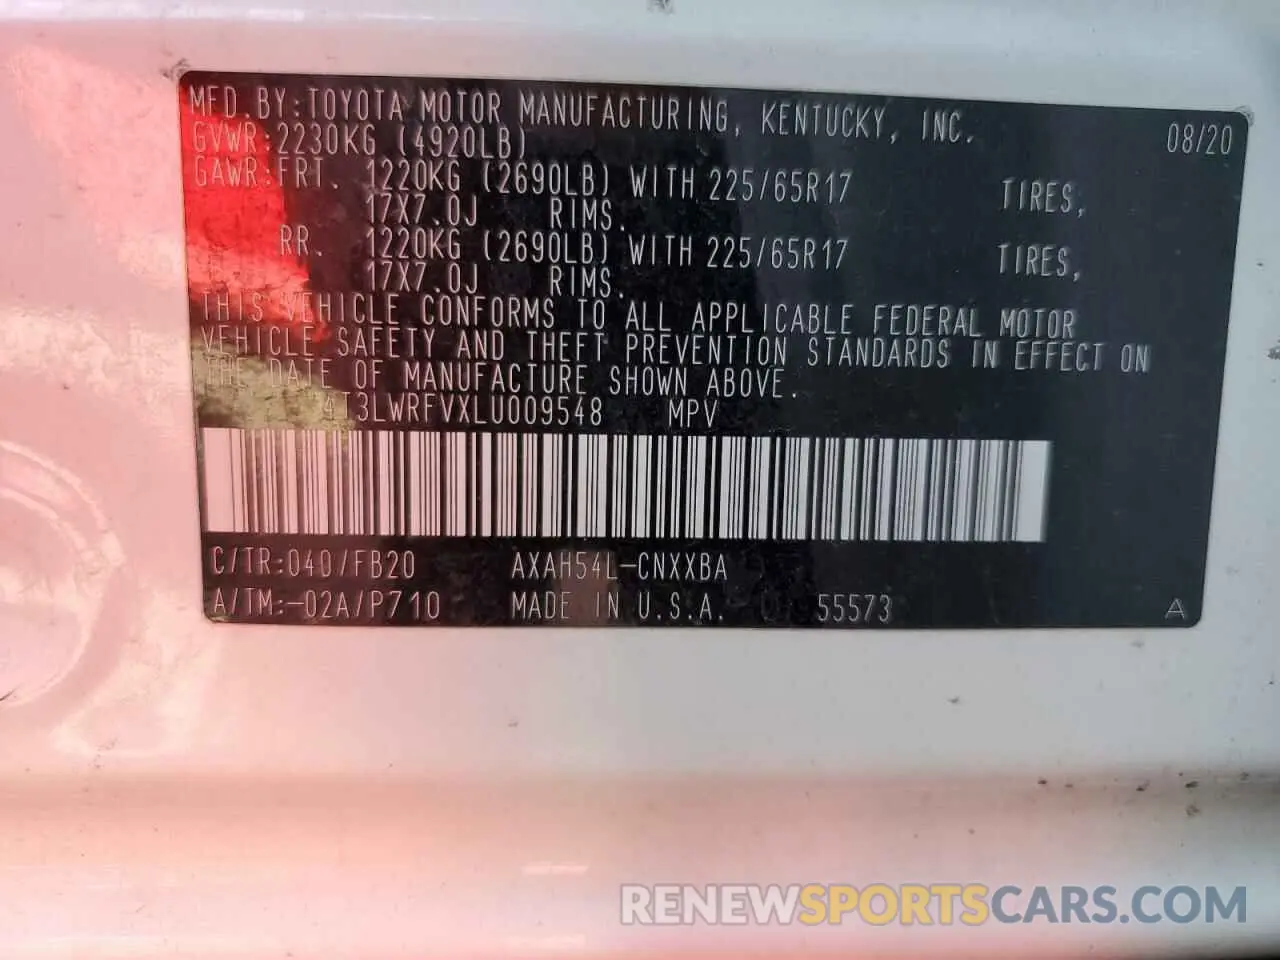 MFD.BY:TOYOTA MOTOR MANUFACTURING, KENTUCKY, INC. 08/20
GVWR:2230KG (4920LB)
GAWR:FRT. 1220KG (2690LB) WITH 225/65R17 TIRES,
17X7.0J RIMS.
RR. 1220KG (2690LB) WITH 225/65R17 TIRES,
17X7.0J RIMS.
THIS VEHICLE CONFORMS TO ALL APPLICABLE FEDERAL MOTOR
VEHICLE SAFETY AND THEFT PREVENTION STANDARDS IN EFFECT ON
THE DATE OF MANUFACTURE SHOWN ABOVE.
4T3LWRFVXLU009548 MPV
C/TR:040/FB20 AXAH54L-CNXXBA
A/TM:-02A/P710 MADE IN U.S.A. 55573 A
RENEWSPORTSCARS.COM